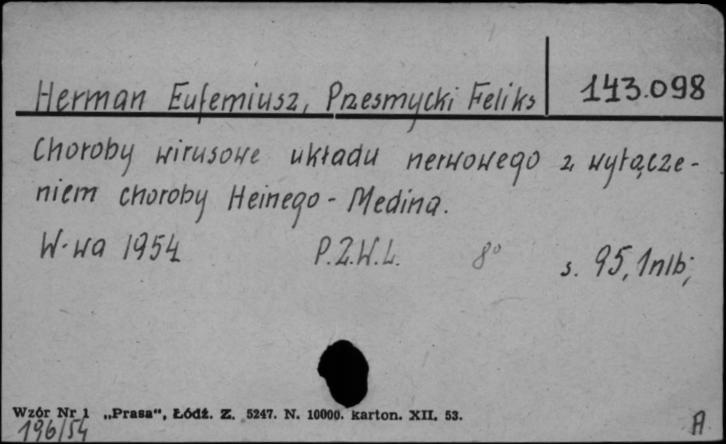 Herman Eufemiusz, Przesmycki Feliks 143.098
Choroby wirusowe układu nerwowego z wyłącze-
niem choroby Heinego-Medina.
W-wa 1954 P.Z.W.L. 8° s. 95, 1nlb;
Wzór Nr 1 „Prasa“, Łódź. Z. 5247. N. 10000. karton. XII. 53.
196/54 A